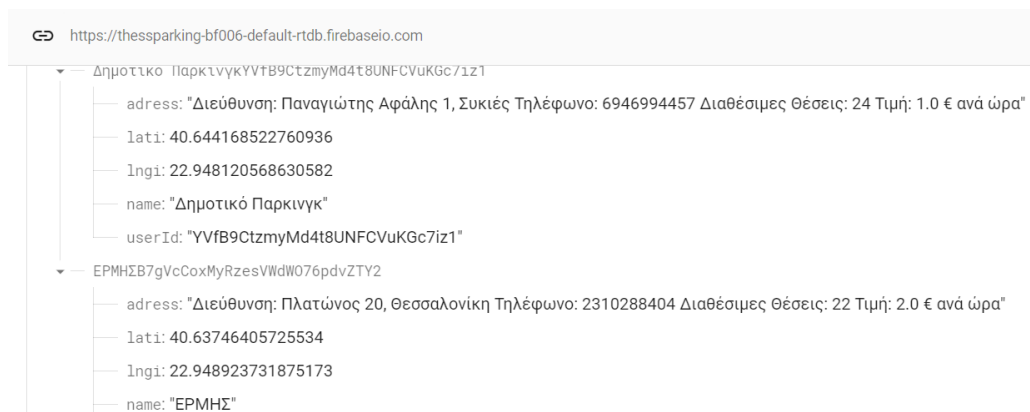 https://thessparking-bf006-default-rtdb.firebaseio.com
Δημοτικό ΠαρκινγκYVfB9CtzmyMd4t8UNFCVuKGc7iz1
adress: "Διεύθυνση: Παναγιώτης Αφάλης 1, Συκιές Τηλέφωνο: 6946994457 Διαθέσιμες Θέσεις: 24 Τιμή: 1.0 € ανά ώρα"
lati: 40.644168522760936
lngi: 22.948120568630582
name: "Δημοτικό Παρκινγκ"
userId: "YVfB9CtzmyMd4t8UNFCVuKGc7iz1"
ΕΡΜΗΣB7gVcCoxMyRzesVWdWO76pdvZTY2
adress: "Διεύθυνση: Πλατώνος 20, Θεσσαλονίκη Τηλέφωνο: 2310288404 Διαθέσιμες Θέσεις: 22 Τιμή: 2.0 € ανά ώρα"
lati: 40.63746405725534
lngi: 22.948923731875173
name: "ΕΡΜΗΣ"